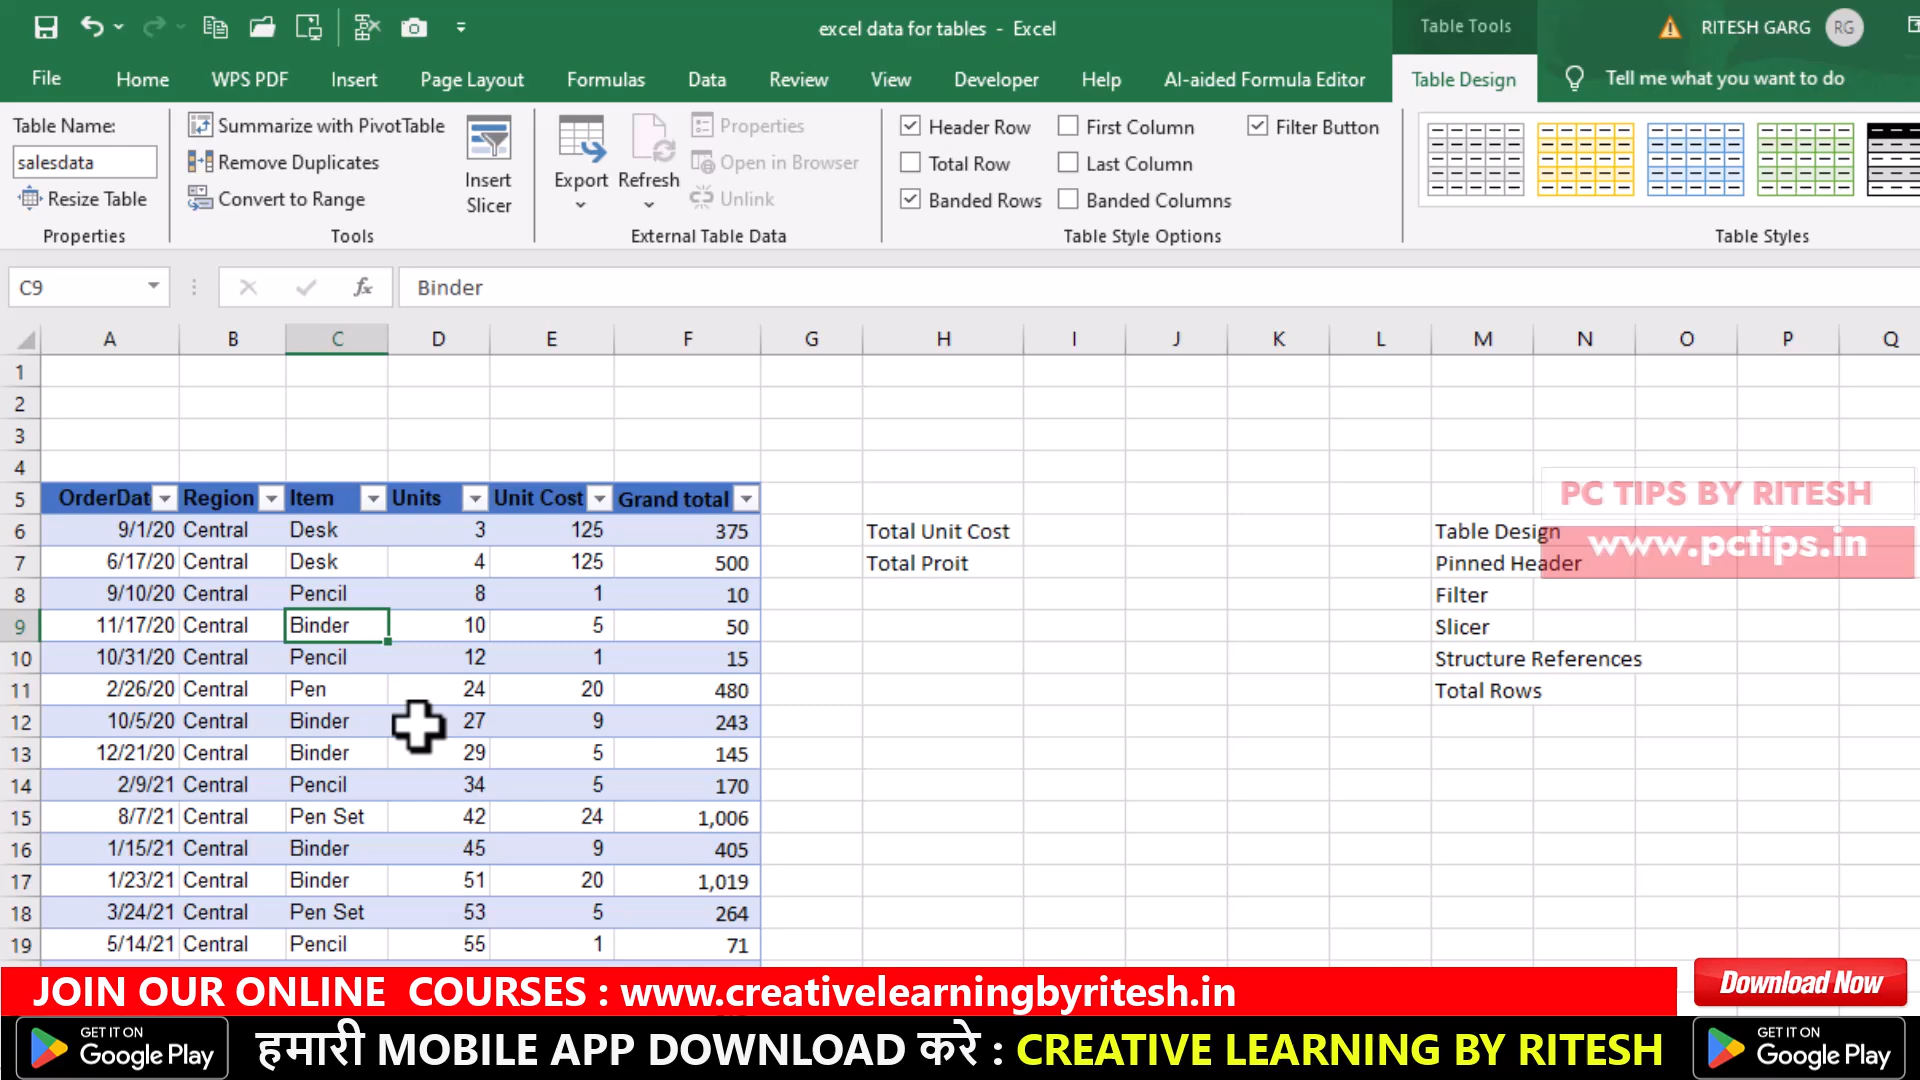 excel data for tables - Excel
Table Tools
RITESH GARG
RG
File
Home
WPS PDF
Insert
Page Layout
Formulas
Data
Review
View
Developer
Help
AI-aided Formula Editor
Table Design
Tell me what you want to do
Table Name:
salesdata
Resize Table
Properties
Summarize with PivotTable
Remove Duplicates
Convert to Range
Insert
Slicer
Tools
Export
Refresh
Properties
Open in Browser
Unlink
External Table Data
Header Row
Total Row
Banded Rows
First Column
Last Column
Banded Columns
Filter Button
Table Style Options
Table Styles
C9
fx
Binder
A B C D E F G H I J K L M N O P Q
1
2
3
4
5 OrderDat Region Item Units Unit Cost Grand total
PC TIPS BY RITESH
6 9/1/20 Central Desk 3 125 375 Total Unit Cost Table Design
www.pctips.in
7 6/17/20 Central Desk 4 125 500 Total Proit Pinned Header
8 9/10/20 Central Pencil 8 1 10 Filter
9 11/17/20 Central Binder 10 5 50 Slicer
10 10/31/20 Central Pencil 12 1 15 Structure References
11 2/26/20 Central Pen 24 20 480 Total Rows
12 10/5/20 Central Binder 27 9 243
13 12/21/20 Central Binder 29 5 145
14 2/9/21 Central Pencil 34 5 170
15 8/7/21 Central Pen Set 42 24 1,006
16 1/15/21 Central Binder 45 9 405
17 1/23/21 Central Binder 51 20 1,019
18 3/24/21 Central Pen Set 53 5 264
19 5/14/21 Central Pencil 55 1 71
JOIN OUR ONLINE COURSES : www.creativelearningbyritesh.in
Download Now
GET IT ON
Google Play
हमारी MOBILE APP DOWNLOAD करे : CREATIVE LEARNING BY RITESH
GET IT ON
Google Play